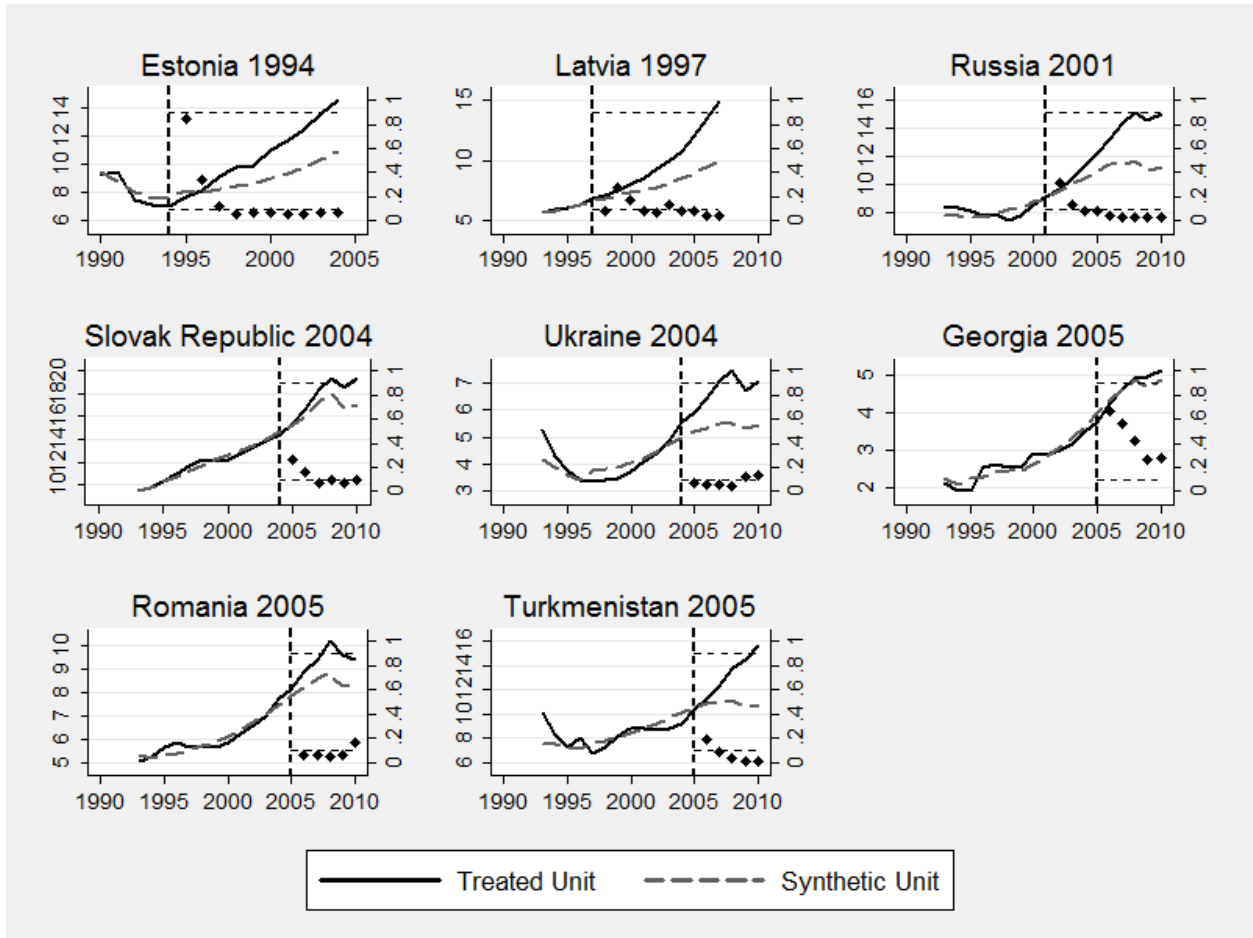 Estonia 1994
6 8 10 12 14
0 .2 .4 .6 .8 1
1990 1995 2000 2005
Latvia 1997
5 10 15
0 .2 .4 .6 .8 1
1990 1995 2000 2005 2010
Russia 2001
8 10 12 14 16
0 .2 .4 .6 .8 1
1990 1995 2000 2005 2010
Slovak Republic 2004
10 12 14 16 18 20
0 .2 .4 .6 .8 1
1990 1995 2000 2005 2010
Ukraine 2004
3 4 5 6 7
0 .2 .4 .6 .8 1
1990 1995 2000 2005 2010
Georgia 2005
2 3 4 5
0 .2 .4 .6 .8 1
1990 1995 2000 2005 2010
Romania 2005
5 6 7 8 9 10
0 .2 .4 .6 .8 1
1990 1995 2000 2005 2010
Turkmenistan 2005
6 8 10 12 14 16
0 .2 .4 .6 .8 1
1990 1995 2000 2005 2010
Treated Unit
Synthetic Unit